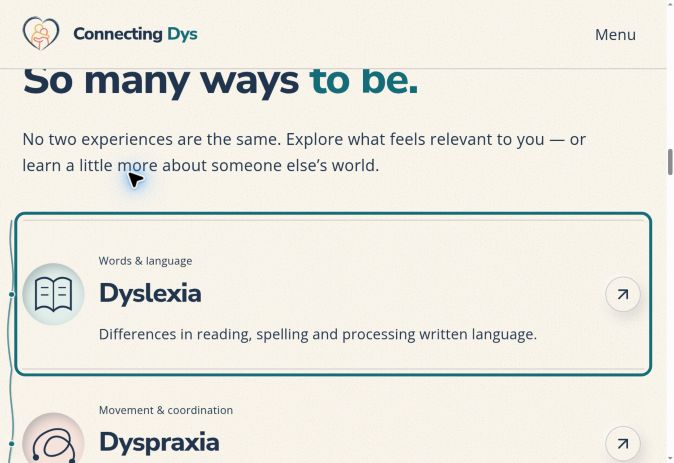 Connecting Dys
Menu
So many ways to be.
No two experiences are the same. Explore what feels relevant to you — or
learn a little more about someone else’s world.
Words & language
Dyslexia
Differences in reading, spelling and processing written language.
Movement & coordination
Dyspraxia